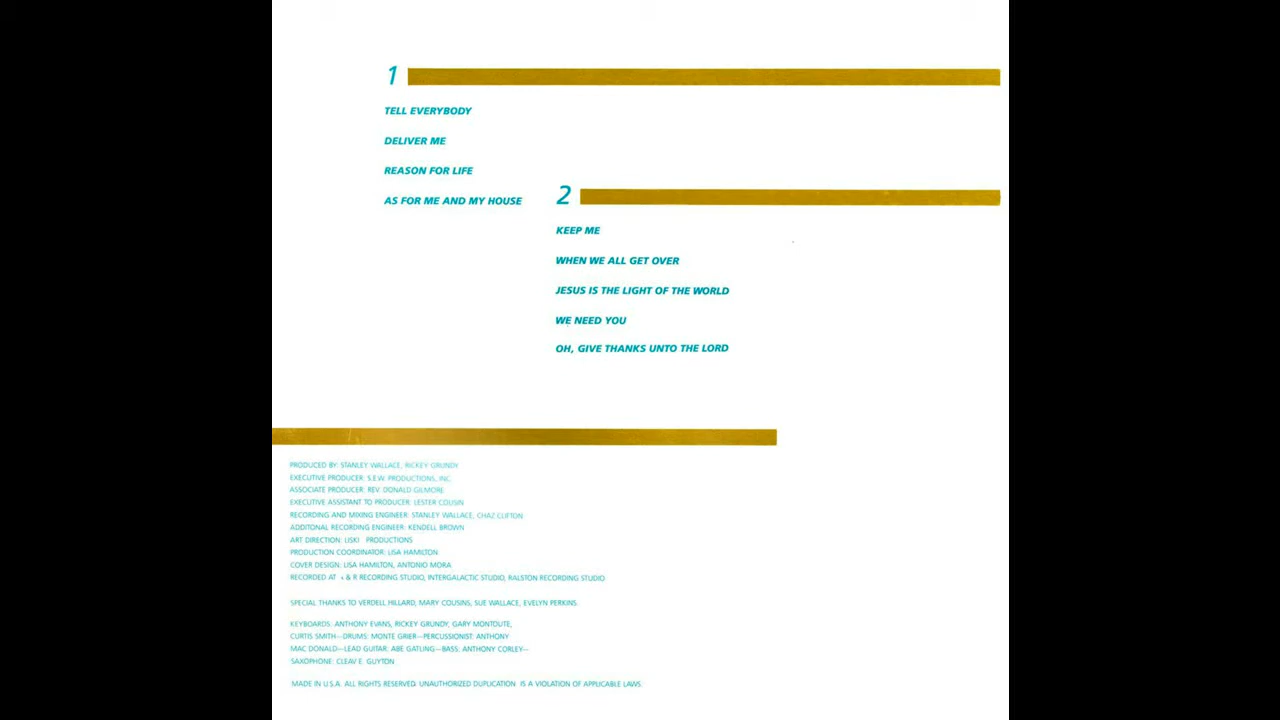 1
TELL EVERYBODY
DELIVER ME
REASON FOR LIFE
AS FOR ME AND MY HOUSE
2
KEEP ME
WHEN WE ALL GET OVER
JESUS IS THE LIGHT OF THE WORLD
WE NEED YOU
OH, GIVE THANKS UNTO THE LORD
PRODUCED BY: STANLEY WALLACE, RICKEY GRUNDY
EXECUTIVE PRODUCER: S.E.W. PRODUCTIONS, INC.
ASSOCIATE PRODUCER: REV. DONALD GILMORE
EXECUTIVE ASSISTANT TO PRODUCER: LESTER COUSIN
RECORDING AND MIXING ENGINEER: STANLEY WALLACE, CHAZ CLIFTON
ADDITONAL RECORDING ENGINEER: KENDELL BROWN
ART DIRECTION: LISKI PRODUCTIONS
PRODUCTION COORDINATOR: LISA HAMILTON
COVER DESIGN: LISA HAMILTON, ANTONIO MORA
RECORDED AT & R RECORDING STUDIO, INTERGALACTIC STUDIO, RALSTON RECORDING STUDIO
SPECIAL THANKS TO VERDELL HILLARD, MARY COUSINS, SUE WALLACE, EVELYN PERKINS.
KEYBOARDS: ANTHONY EVANS, RICKEY GRUNDY, GARY MONTOUTE,
CURTIS SMITH—DRUMS: MONTE GRIER—PERCUSSIONIST: ANTHONY
MAC DONALD—LEAD GUITAR: ABE GATLING—BASS: ANTHONY CORLEY—
SAXOPHONE: CLEAV E. GUYTON
MADE IN U.S.A. ALL RIGHTS RESERVED. UNAUTHORIZED DUPLICATION IS A VIOLATION OF APPLICABLE LAWS.